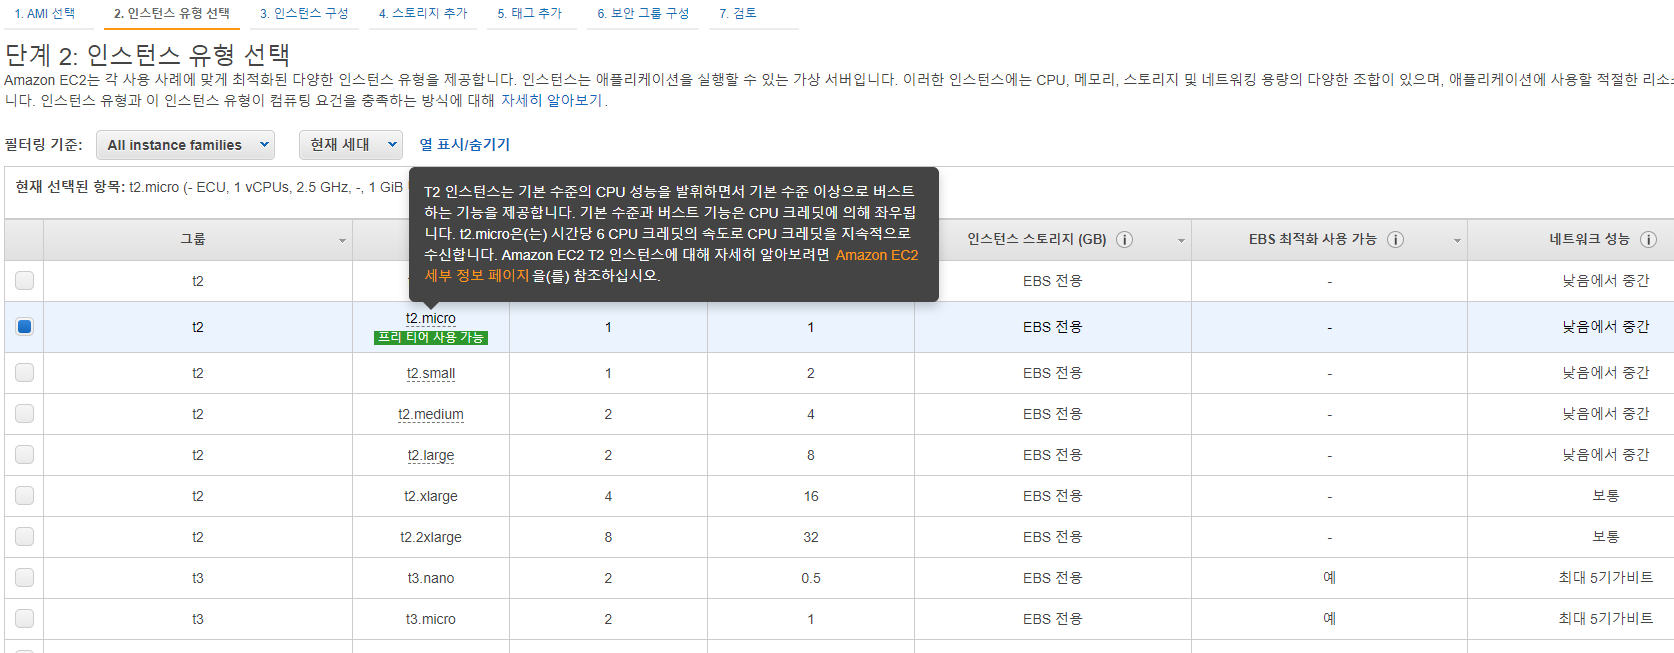 1. AMI 선택 2. 인스턴스 유형 선택 3. 인스턴스 구성 4. 스토리지 추가 5. 태그 추가 6. 보안 그룹 구성 7. 검토
단계 2: 인스턴스 유형 선택
Amazon EC2는 각 사용 사례에 맞게 최적화된 다양한 인스턴스 유형을 제공합니다. 인스턴스는 애플리케이션을 실행할 수 있는 가상 서버입니다. 이러한 인스턴스에는 CPU, 메모리, 스토리지 및 네트워킹 용량의 다양한 조합이 있으며, 애플리케이션에 사용할 적절한 리소
니다. 인스턴스 유형과 이 인스턴스 유형이 컴퓨팅 요건을 충족하는 방식에 대해 자세히 알아보기.
필터링 기준: All instance families 현재 세대 열 표시/숨기기
현재 선택된 항목: t2.micro (- ECU, 1 vCPUs, 2.5 GHz, -, 1 GiB
T2 인스턴스는 기본 수준의 CPU 성능을 발휘하면서 기본 수준 이상으로 버스트
하는 기능을 제공합니다. 기본 수준과 버스트 기능은 CPU 크레딧에 의해 좌우됩
니다. t2.micro은(는) 시간당 6 CPU 크레딧의 속도로 CPU 크레딧을 지속적으로
수신합니다. Amazon EC2 T2 인스턴스에 대해 자세히 알아보려면 Amazon EC2
세부 정보 페이지을(를) 참조하십시오.
그룹 인스턴스 스토리지 (GB) EBS 최적화 사용 가능 네트워크 성능
t2 EBS 전용 - 낮음에서 중간
t2 t2.micro 프리 티어 사용 가능 1 1 EBS 전용 - 낮음에서 중간
t2 t2.small 1 2 EBS 전용 - 낮음에서 중간
t2 t2.medium 2 4 EBS 전용 - 낮음에서 중간
t2 t2.large 2 8 EBS 전용 - 낮음에서 중간
t2 t2.xlarge 4 16 EBS 전용 - 보통
t2 t2.2xlarge 8 32 EBS 전용 - 보통
t3 t3.nano 2 0.5 EBS 전용 예 최대 5기가비트
t3 t3.micro 2 1 EBS 전용 예 최대 5기가비트